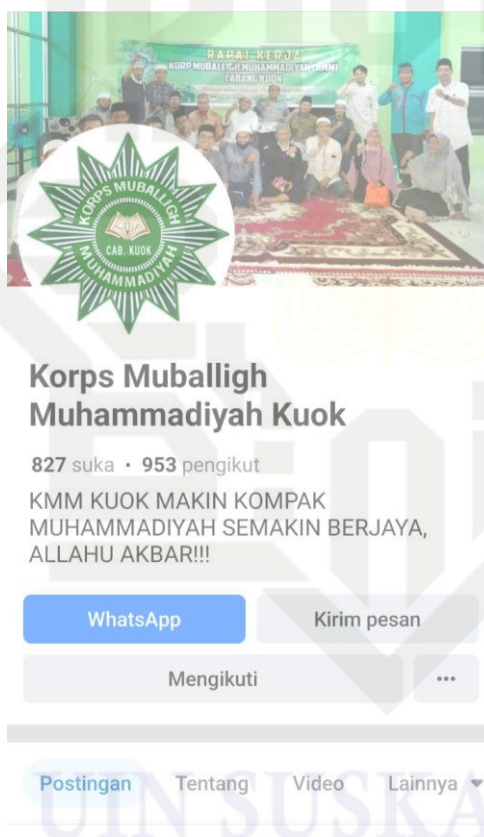 RAPAT KERJA
KORP MUBALLIGH MUHAMMADIYAH (KMM)
CABANG KUOK
KORPS MUBALLIGH
CAB. KUOK
MUHAMMADIYAH
Korps Muballigh
Muhammadiyah Kuok
827 suka • 953 pengikut
KMM KUOK MAKIN KOMPAK
MUHAMMADIYAH SEMAKIN BERJAYA,
ALLAHU AKBAR!!!
WhatsApp Kirim pesan
Mengikuti ...
Postingan Tentang Video Lainnya
UIN SUSKA